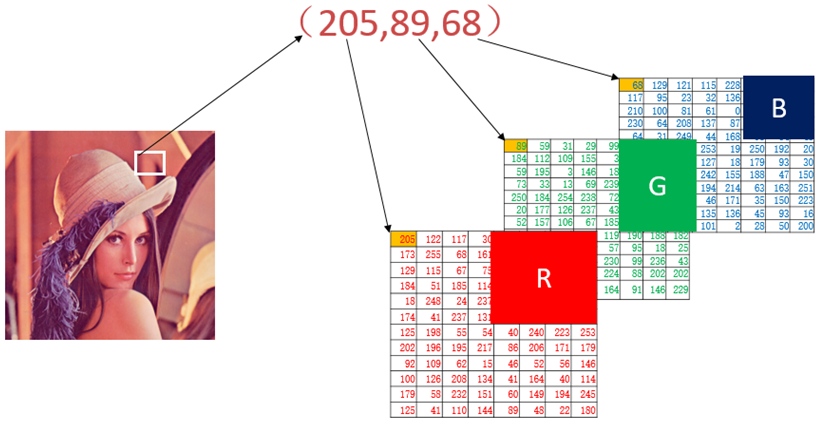 （205,89,68）
68 129 121 115 228
117 95 23 32 136
210 100 81 61 0
230 64 208 137 87
64 31 249 44 168
B
253 19 250 192 20
127 18 179 93 30
242 155 188 47 150
194 214 63 163 251
46 171 35 150 223
135 136 45 93 16
101 2 28 50 200
89 59 31 29 99
184 112 109 155 3
59 195 3 146 18
73 33 13 69 239
250 184 254 238 72
20 177 126 237 43
52 157 106 67 185
G
119 190 188 182
57 95 18 25
230 99 236 43
224 88 202 202
164 91 146 229
205 122 117 30
173 255 68 161
129 115 67 75
184 51 185 114
18 248 24 237
174 41 237 131
R
125 198 55 54 40 240 223 253
202 196 195 217 86 206 171 179
92 109 62 15 46 52 56 146
100 126 208 134 41 164 40 114
179 58 232 151 60 149 194 245
125 41 110 144 89 48 22 180